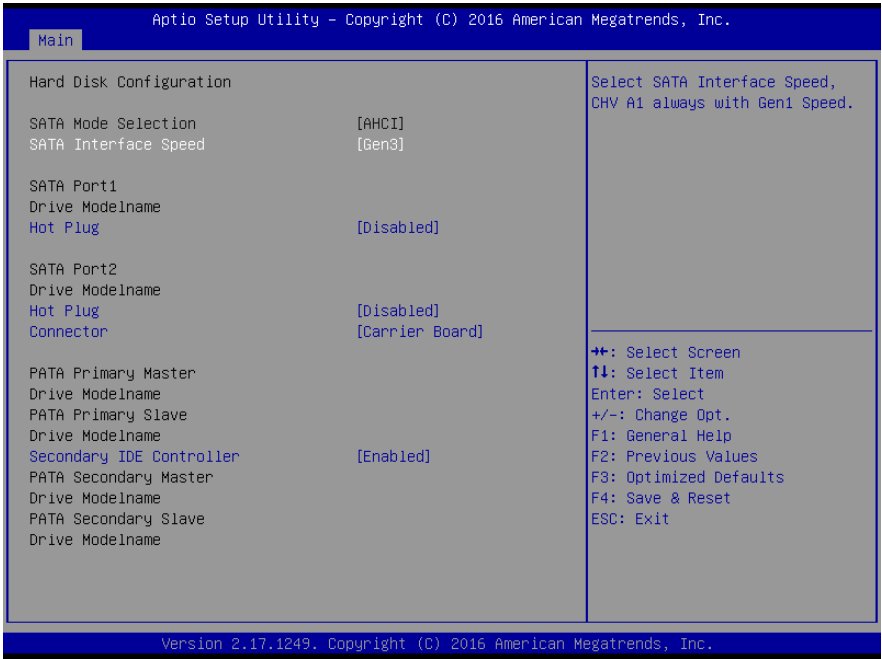 Aptio Setup Utility – Copyright (C) 2016 American Megatrends, Inc.
Main
Hard Disk Configuration
SATA Mode Selection [AHCI]
SATA Interface Speed [Gen3]
SATA Port1
Drive Modelname
Hot Plug [Disabled]
SATA Port2
Drive Modelname
Hot Plug [Disabled]
Connector [Carrier Board]
PATA Primary Master
Drive Modelname
PATA Primary Slave
Drive Modelname
Secondary IDE Controller [Enabled]
PATA Secondary Master
Drive Modelname
PATA Secondary Slave
Drive Modelname
Select SATA Interface Speed,
CHV A1 always with Gen1 Speed.
→←: Select Screen
↑↓: Select Item
Enter: Select
+/-: Change Opt.
F1: General Help
F2: Previous Values
F3: Optimized Defaults
F4: Save & Reset
ESC: Exit
Version 2.17.1249. Copyright (C) 2016 American Megatrends, Inc.